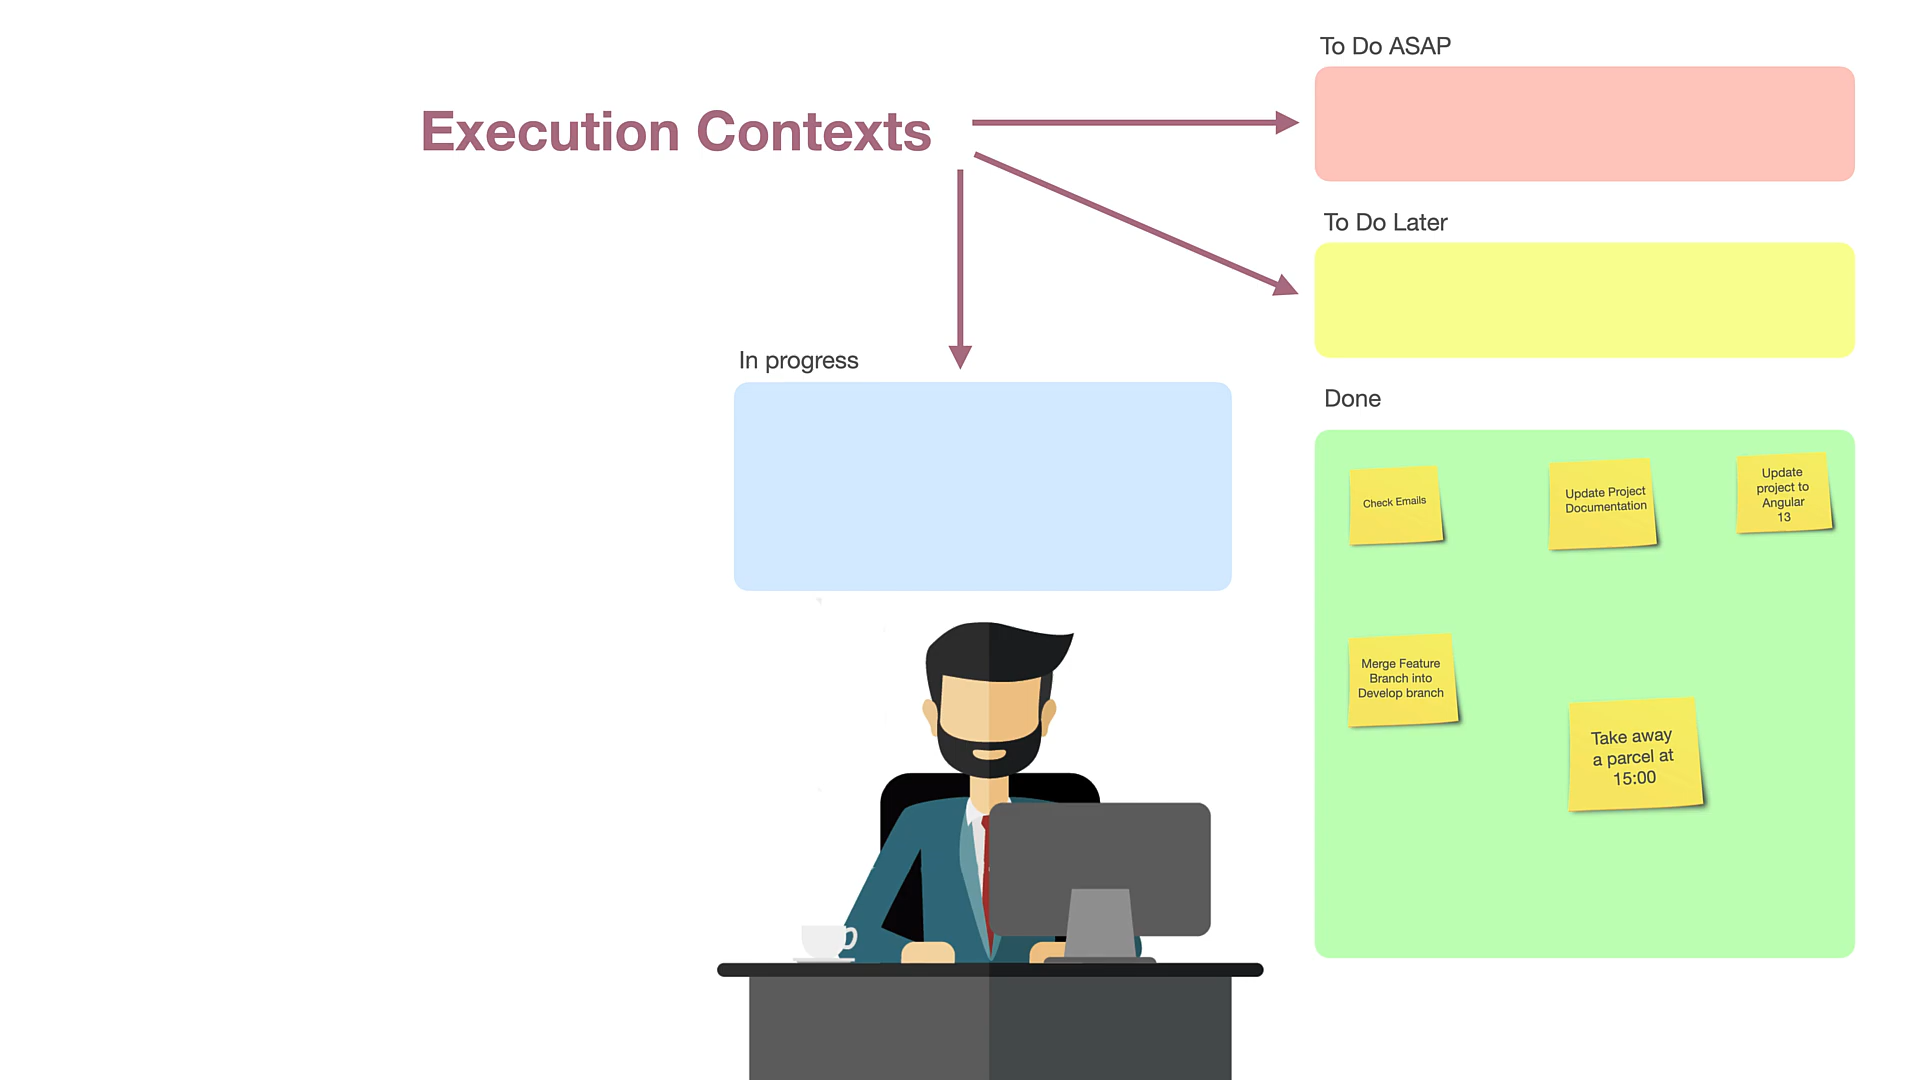 Execution Contexts
To Do ASAP
To Do Later
In progress
Done
Check Emails
Update Project
Documentation
Update
project to
Angular
13
Merge Feature
Branch into
Develop branch
Take away
a parcel at
15:00